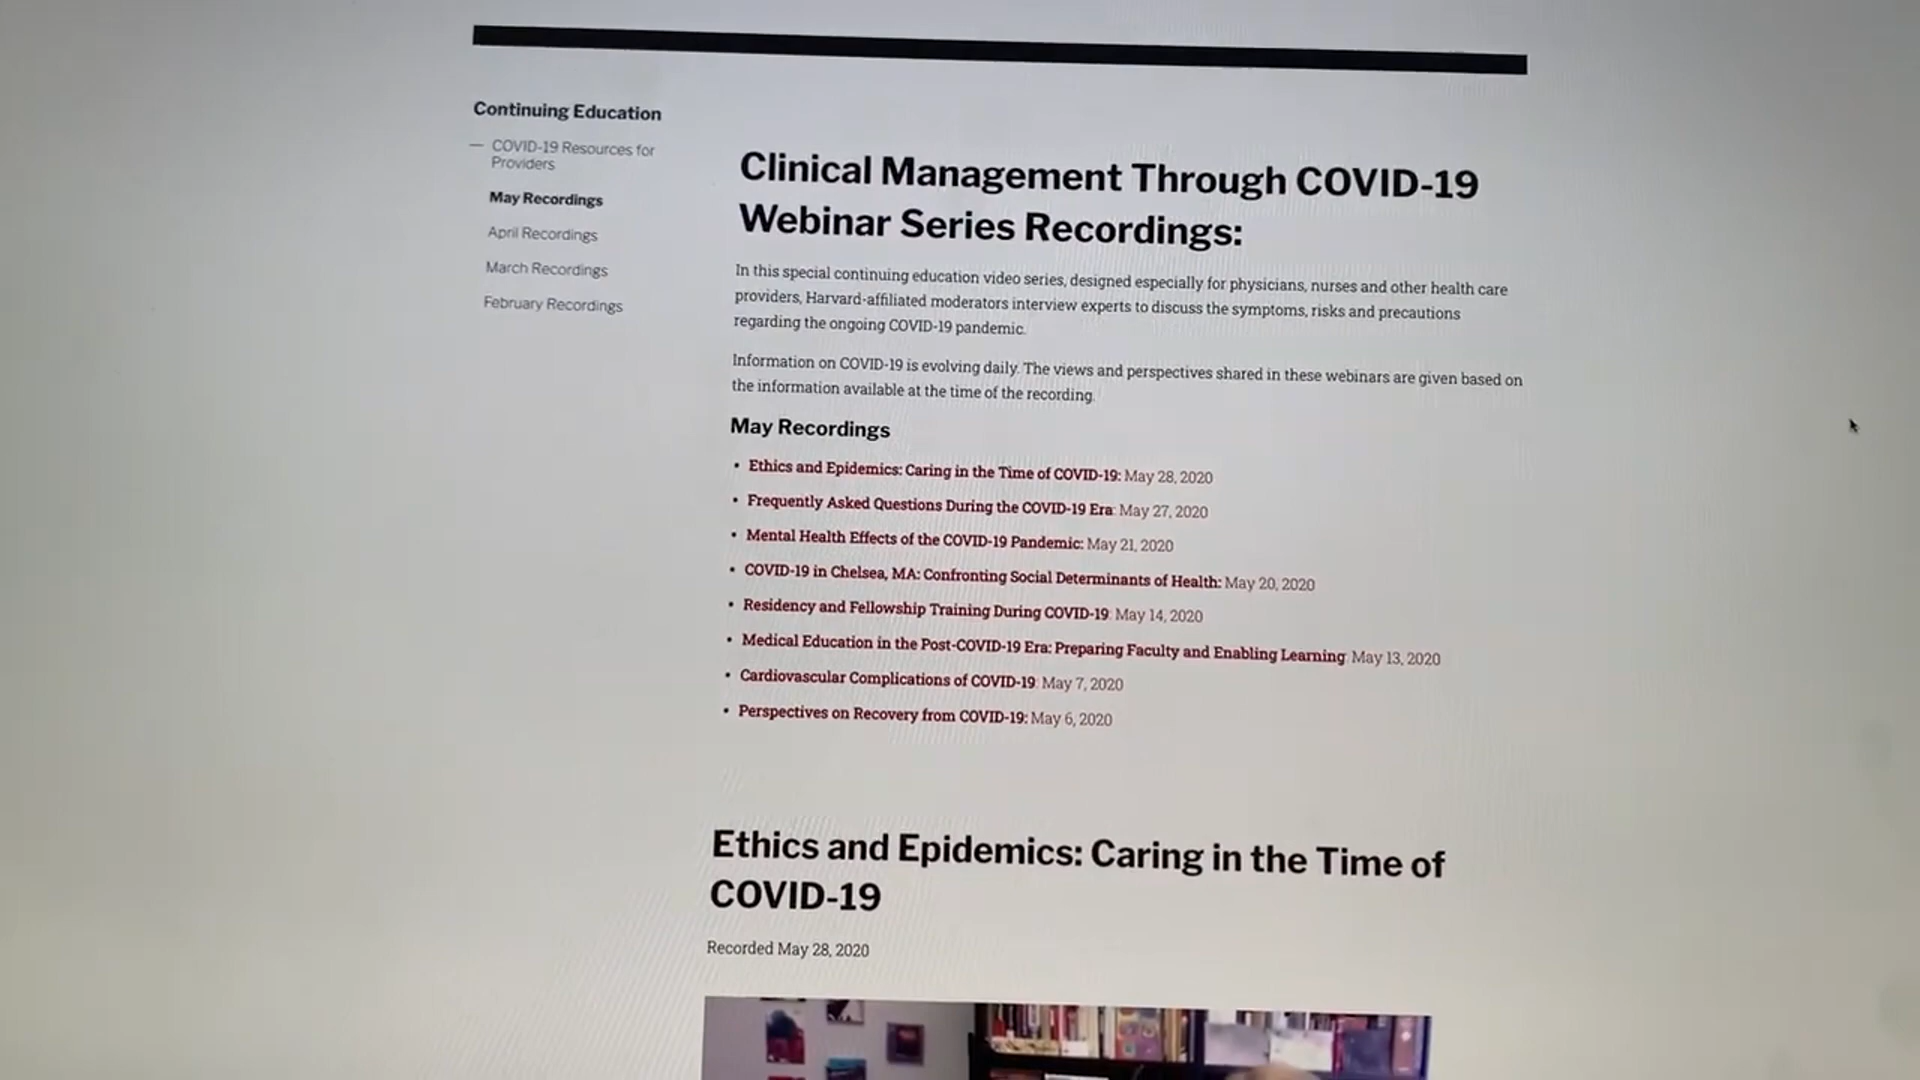 Continuing Education
— COVID-19 Resources for
Providers
May Recordings
April Recordings
March Recordings
February Recordings
Clinical Management Through COVID-19
Webinar Series Recordings:
In this special continuing education video series, designed especially for physicians, nurses and other health care
providers, Harvard-affiliated moderators interview experts to discuss the symptoms, risks and precautions
regarding the ongoing COVID-19 pandemic.
Information on COVID-19 is evolving daily. The views and perspectives shared in these webinars are given based on
the information available at the time of the recording.
May Recordings
• Ethics and Epidemics: Caring in the Time of COVID-19: May 28, 2020
• Frequently Asked Questions During the COVID-19 Era: May 27, 2020
• Mental Health Effects of the COVID-19 Pandemic: May 21, 2020
• COVID-19 in Chelsea, MA: Confronting Social Determinants of Health: May 20, 2020
• Residency and Fellowship Training During COVID-19: May 14, 2020
• Medical Education in the Post-COVID-19 Era: Preparing Faculty and Enabling Learning: May 13, 2020
• Cardiovascular Complications of COVID-19: May 7, 2020
• Perspectives on Recovery from COVID-19: May 6, 2020
Ethics and Epidemics: Caring in the Time of
COVID-19
Recorded May 28, 2020